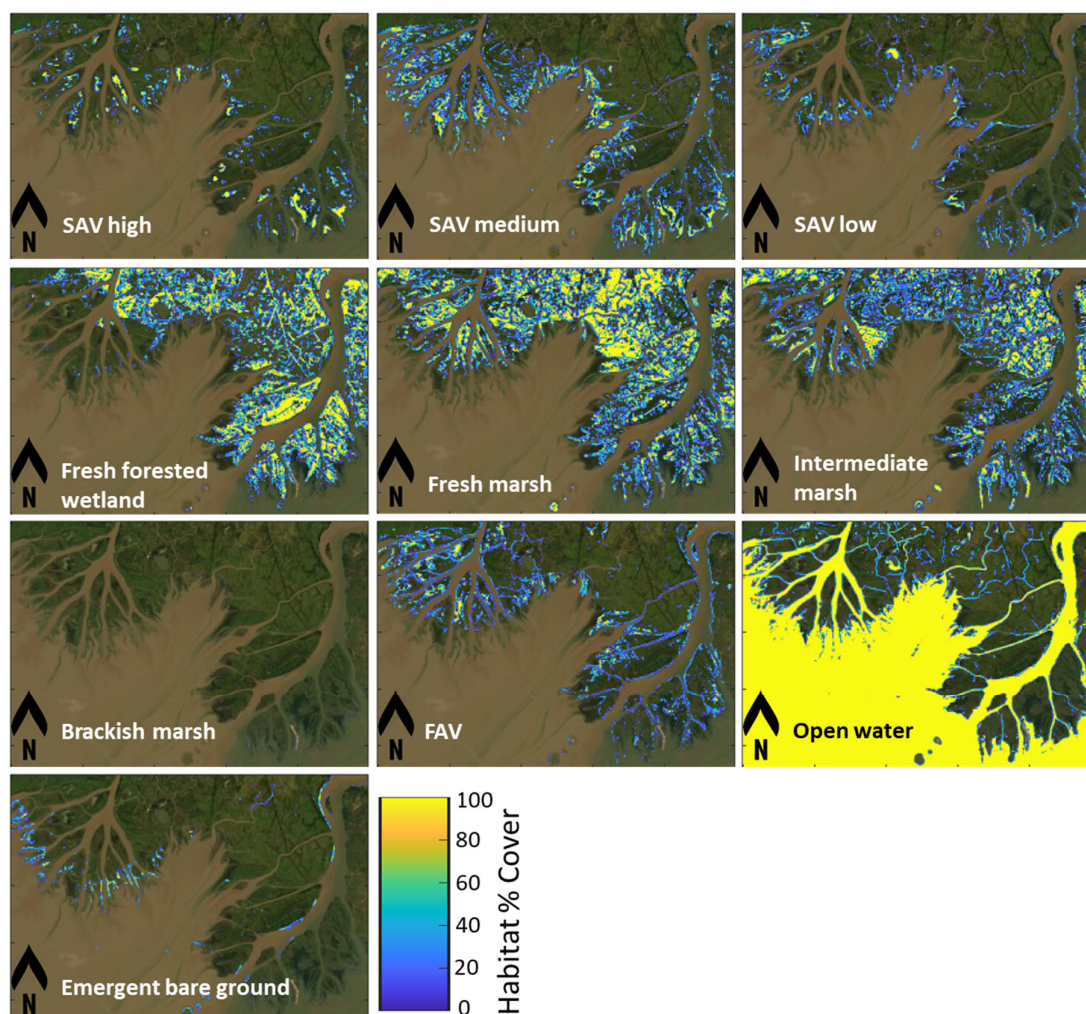 N
SAV high
N
SAV medium
N
SAV low
N
Fresh forested
wetland
N
Fresh marsh
N
Intermediate
marsh
N
Brackish marsh
N
FAV
N
Open water
N
Emergent bare ground
100
80
60
40
20
0
Habitat % Cover